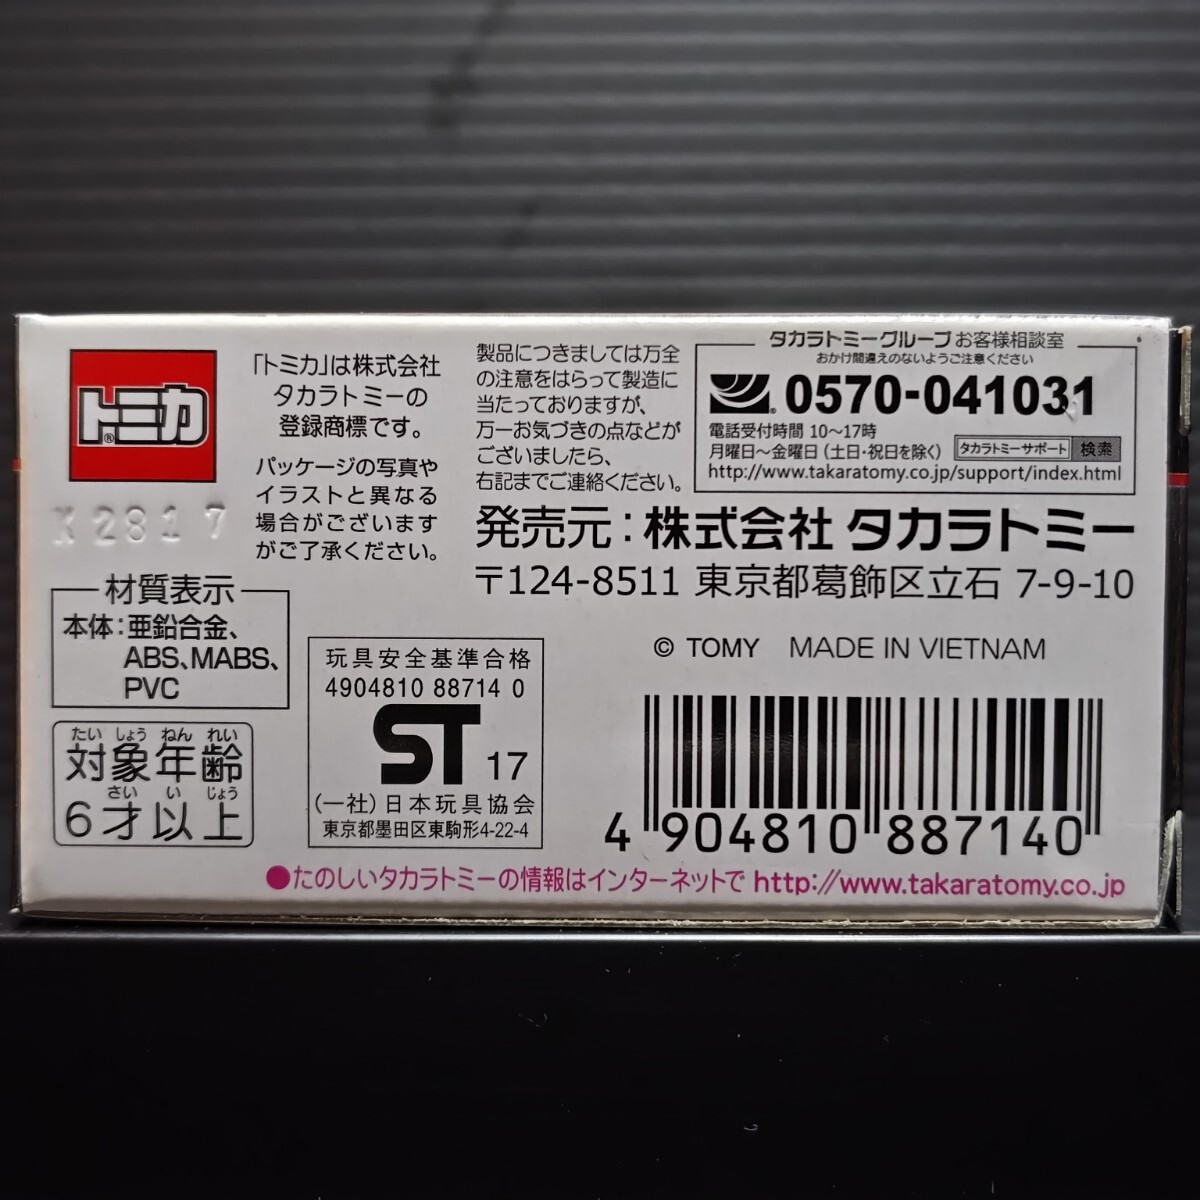 トミカ®
K2817
「トミカ」は株式会社
タカラトミーの
登録商標です。
パッケージの写真や
イラストと異なる
場合がございます
がご了承ください。
製品につきましては万全
の注意をはらって製造に
当たっておりますが、
万一お気づきの点などが
ございましたら、
右記までご連絡ください。
タカラトミーグループお客様相談室
おかけ間違えのないようご注意ください
0570-041031
電話受付時間 10〜17時
月曜日〜金曜日(土日・祝日を除く)
タカラトミーサポート 検索
http://www.takaratomy.co.jp/support/index.html
発売元:株式会社 タカラトミー
〒124-8511 東京都葛飾区立石 7-9-10
材質表示
本体:亜鉛合金、
ABS、MABS、
PVC
たい しょう ねん れい
対象年齢
さい い じょう
6才以上
玩具安全基準合格
4904810 88714 0
ST 17
(一社)日本玩具協会
東京都墨田区東駒形4-22-4
© TOMY MADE IN VIETNAM
4 904810 887140
●たのしいタカラトミーの情報はインターネットで http://www.takaratomy.co.jp